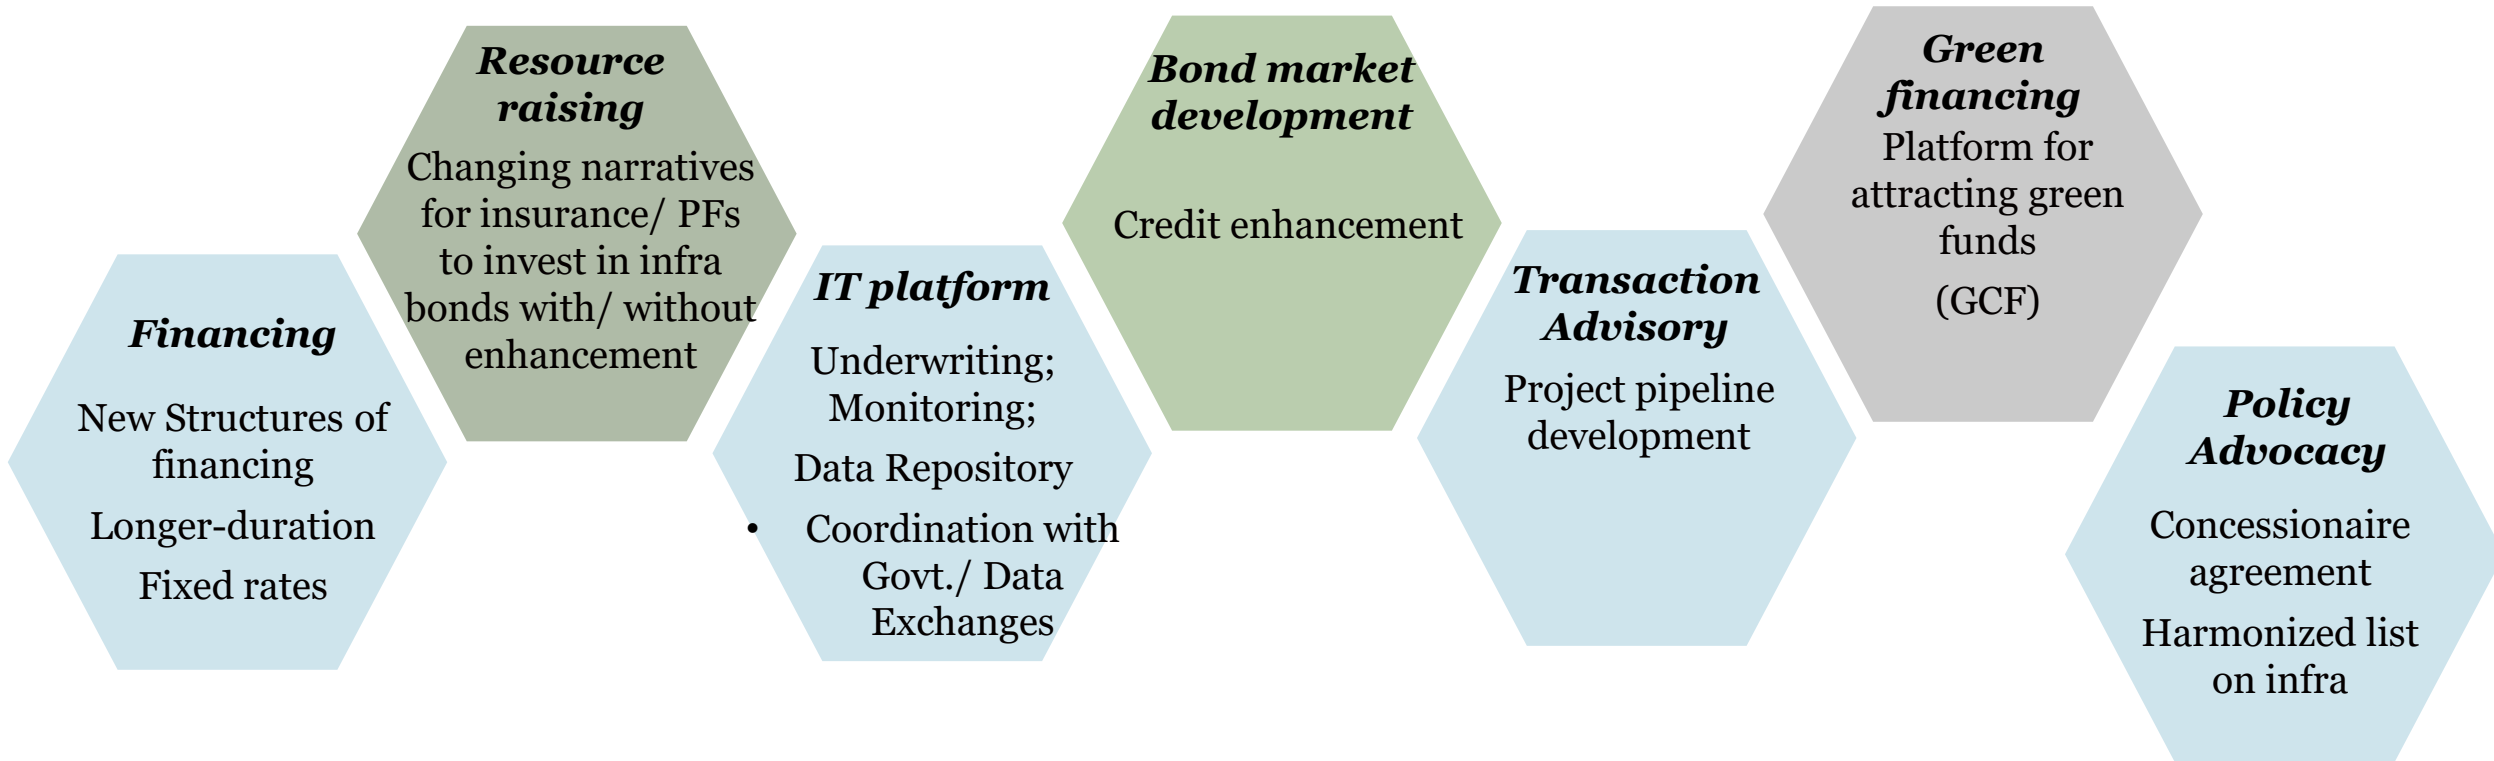 Financing
New Structures of
financing
Longer-duration
Fixed rates
Resource
raising
Changing narratives
for insurance/ PFs
to invest in infra
bonds with/ without
enhancement
IT platform
Underwriting;
Monitoring;
Data Repository
• Coordination with
Govt./ Data
Exchanges
Bond market
development
Credit enhancement
Transaction
Advisory
Project pipeline
development
Green
financing
Platform for
attracting green
funds
(GCF)
Policy
Advocacy
Concessionaire
agreement
Harmonized list
on infra